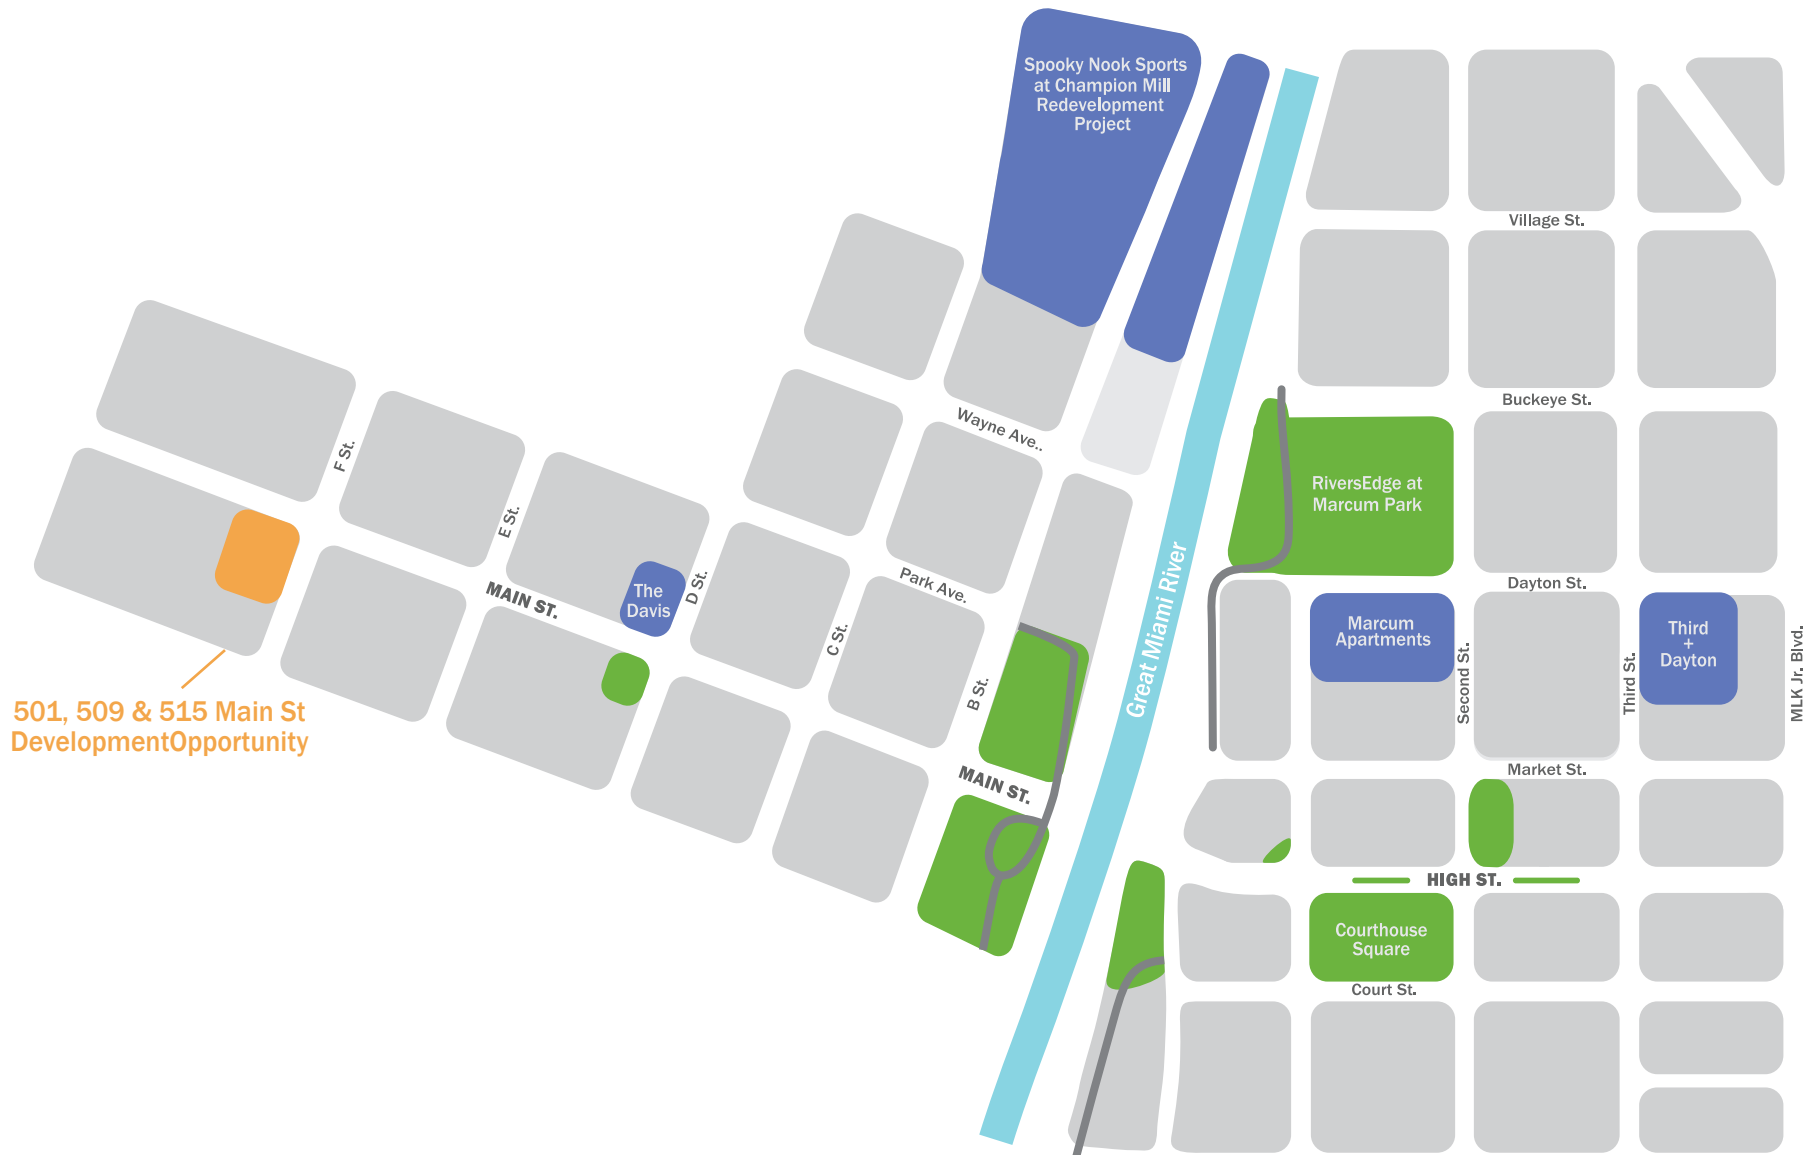 Spooky Nook Sports
at Champion Mill
Redevelopment
Project
Village St.
Buckeye St.
Wayne Ave..
F St.
E St.
RiversEdge at
Marcum Park
Great Miami River
Park Ave.
Dayton St.
D St.
The
Davis
MAIN ST.
C St.
Marcum
Apartments
Third
+
Dayton
Second St.
Third St.
MLK Jr. Blvd.
B St.
501, 509 & 515 Main St
DevelopmentOpportunity
MAIN ST.
Market St.
HIGH ST.
Courthouse
Square
Court St.